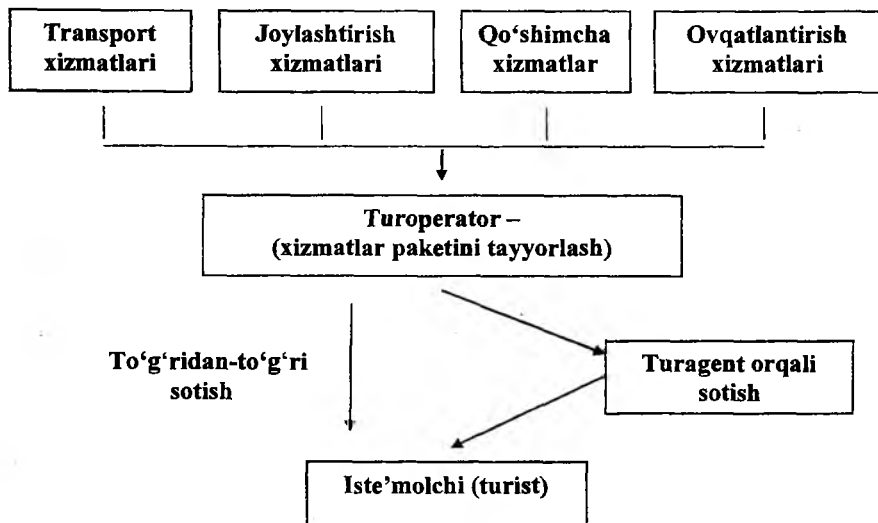 Transport
xizmatlari
Joylashtirish
xizmatlari
Qo‘shimcha
xizmatlar
Ovqatlantirish
xizmatlari
Turoperator –
(xizmatlar paketini tayyorlash)
To‘g‘ridan-to‘g‘ri
sotish
Turagent orqali
sotish
Iste’molchi (turist)